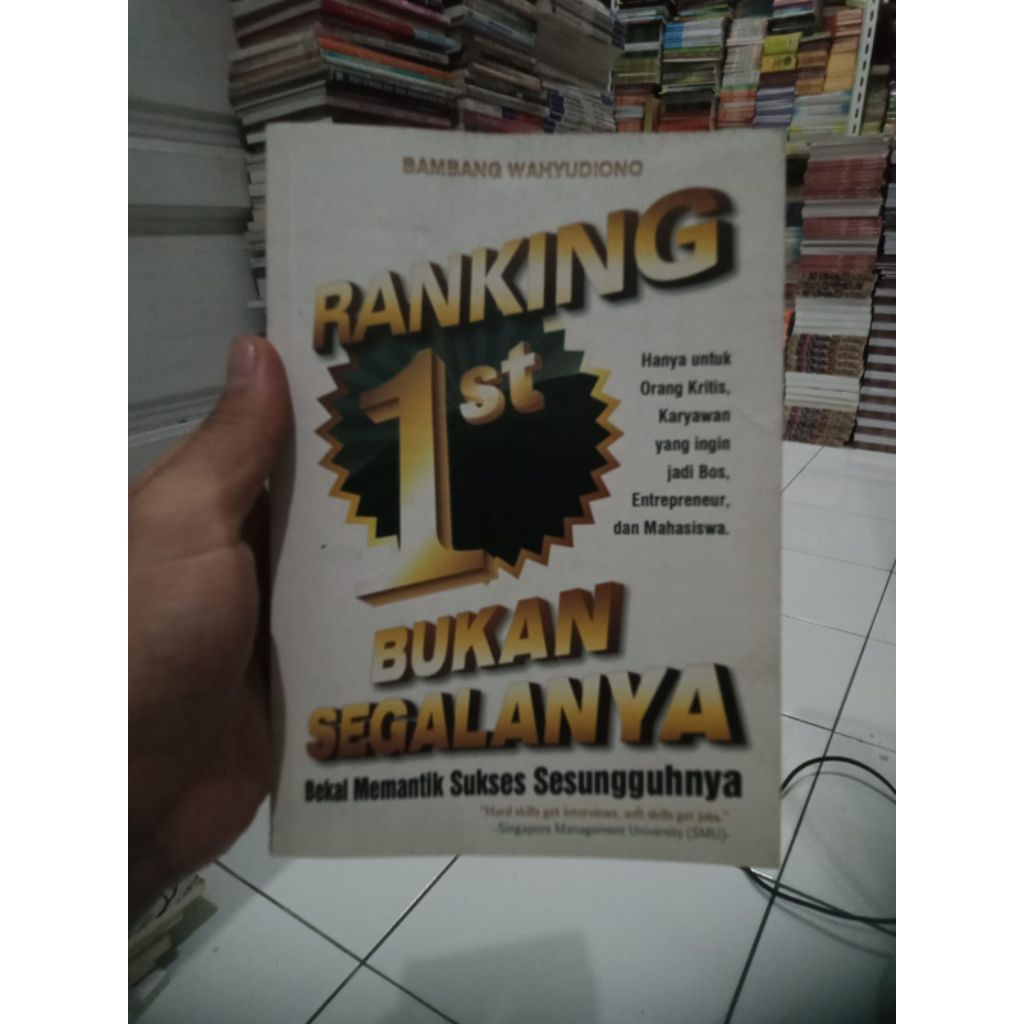 BAMBANG WAHYUDIONO
RANKING
1st
Hanya untuk
Orang Kritis,
Karyawan
yang ingin
jadi Bos,
Entrepreneur,
dan Mahasiswa.
BUKAN
SEGALANYA
Bekal Memantik Sukses Sesungguhnya
"Hard skills get interviews, soft skills get jobs."
-Singapore Management University (SMU)-